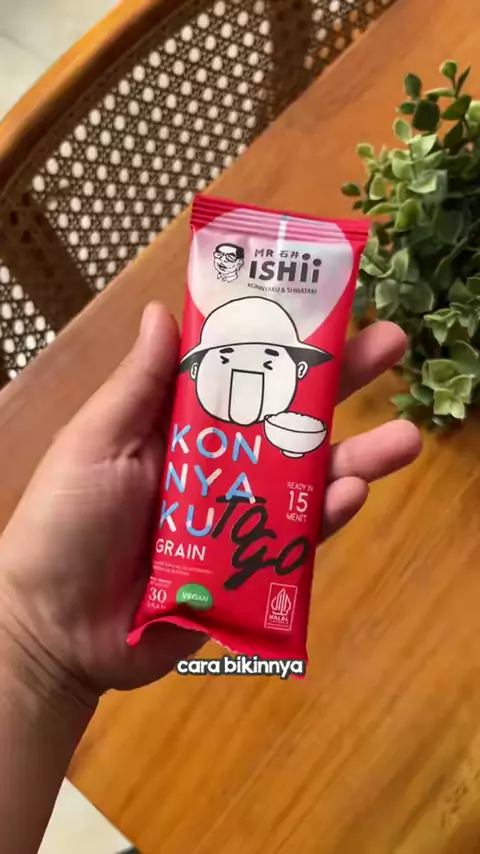 MR 石井
ISHii
KONNYAKU & SHIRATAKI
KON
NYA
KU
TO
GO
GRAIN
READY IN
15
MENIT
30
GRAM
VEGAN
HALAL
cara bikinnya